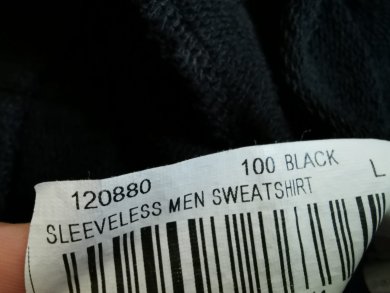 120880 100 BLACK L
SLEEVELESS MEN SWEATSHIRT